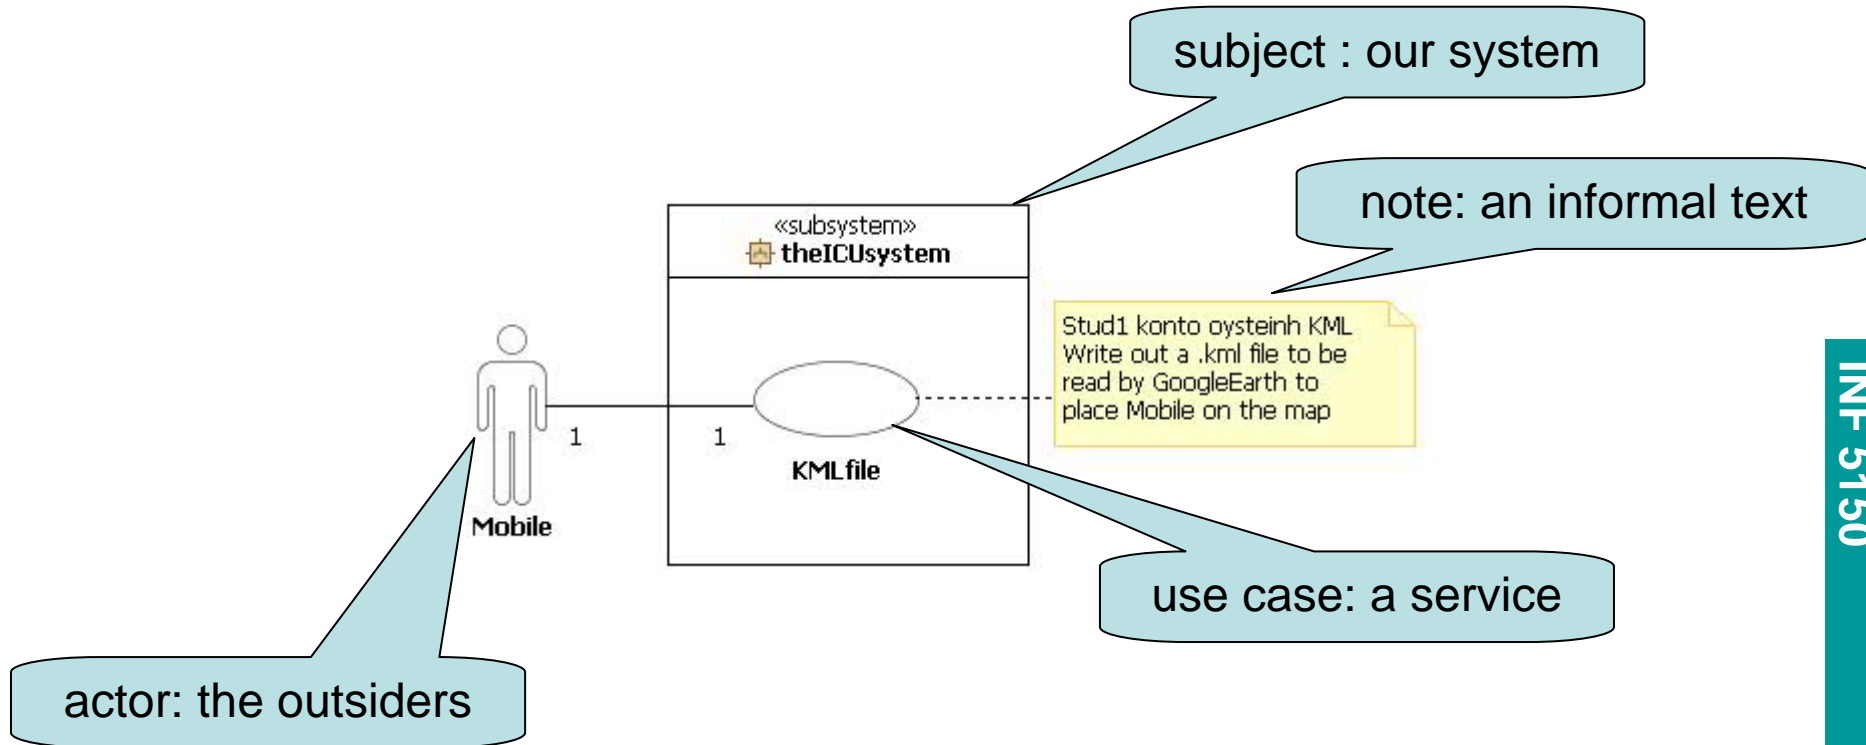 subject : our system
note: an informal text
«subsystem»
theICUsystem
Stud1 konto oysteinh KML
Write out a .kml file to be
read by GoogleEarth to
place Mobile on the map
1
1
KMLfile
Mobile
use case: a service
actor: the outsiders
INF 5150